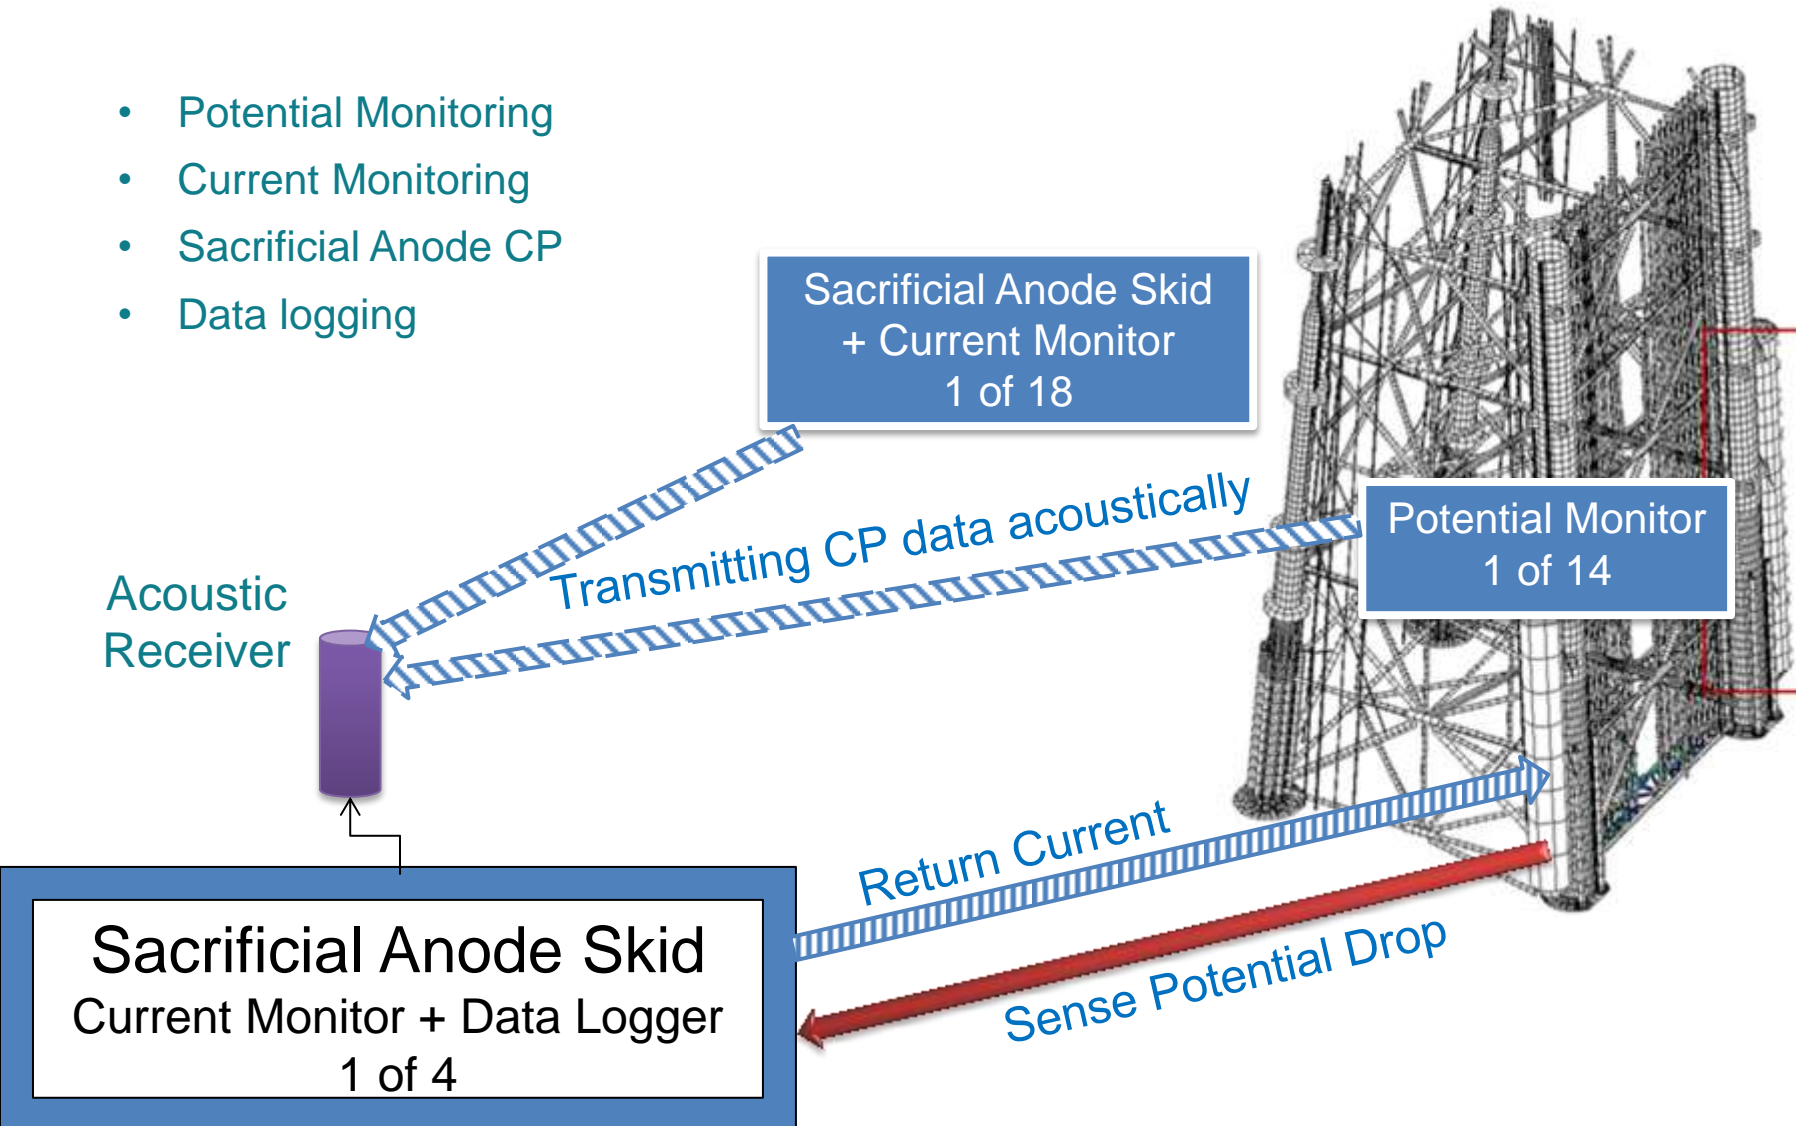 • Potential Monitoring
• Current Monitoring
• Sacrificial Anode CP
• Data logging
Sacrificial Anode Skid
+ Current Monitor
1 of 18
Transmitting CP data acoustically
Potential Monitor
1 of 14
Acoustic
Receiver
Return Current
Sense Potential Drop
Sacrificial Anode Skid
Current Monitor + Data Logger
1 of 4